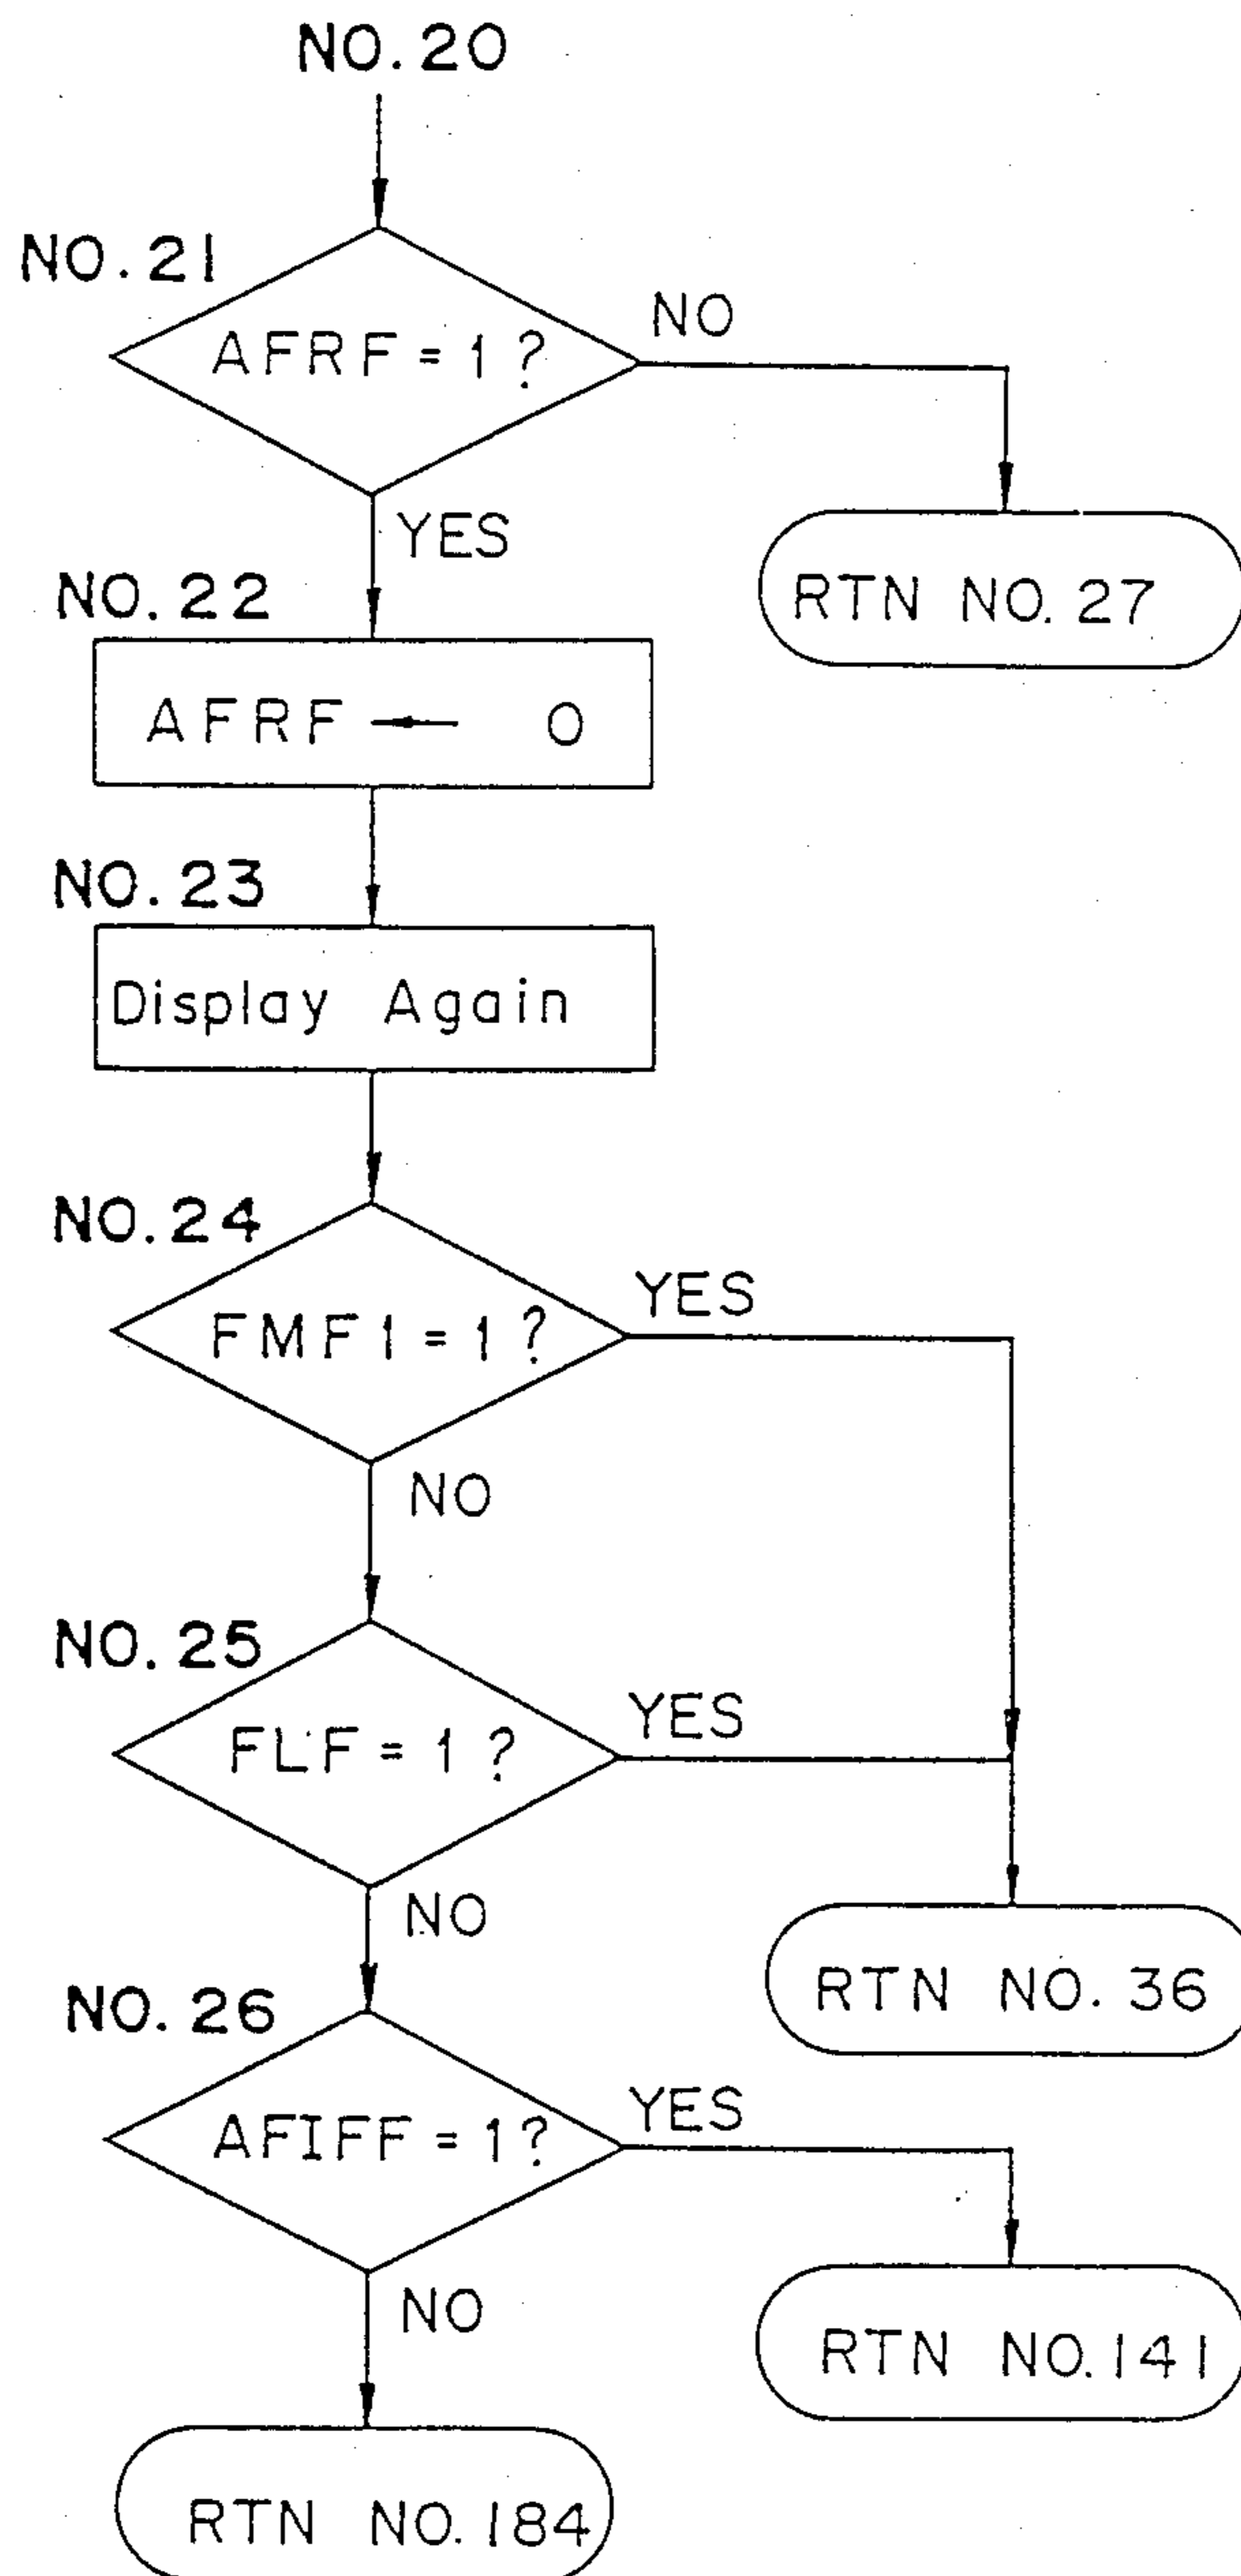 NO. 20
NO. 21
AFRF = 1 ?
NO
YES
RTN NO. 27
NO. 22
AFRF ← 0
NO. 23
Display Again
NO. 24
FMF1 = 1 ?
YES
NO
NO. 25
FLF = 1 ?
YES
NO
RTN NO. 36
NO. 26
AFIFF = 1 ?
YES
NO
RTN NO. 141
RTN NO. 184